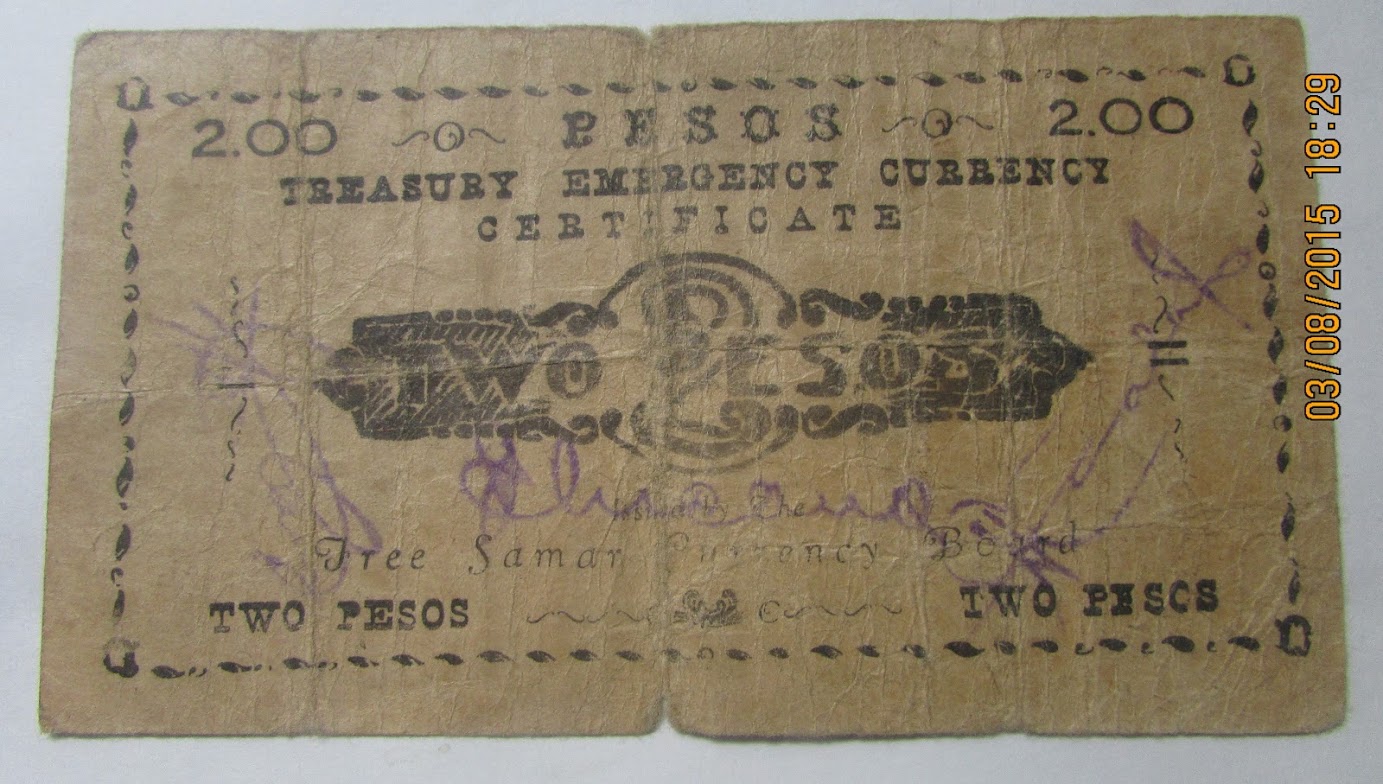 2.00 PESOS 2.00
TREASURY EMERGENCY CURRENCY
CERTIFICATE
TWO PESOS
Issued by The
Free Samar Currency Board
TWO PESOS TWO PESOS
03/08/2015 18:29